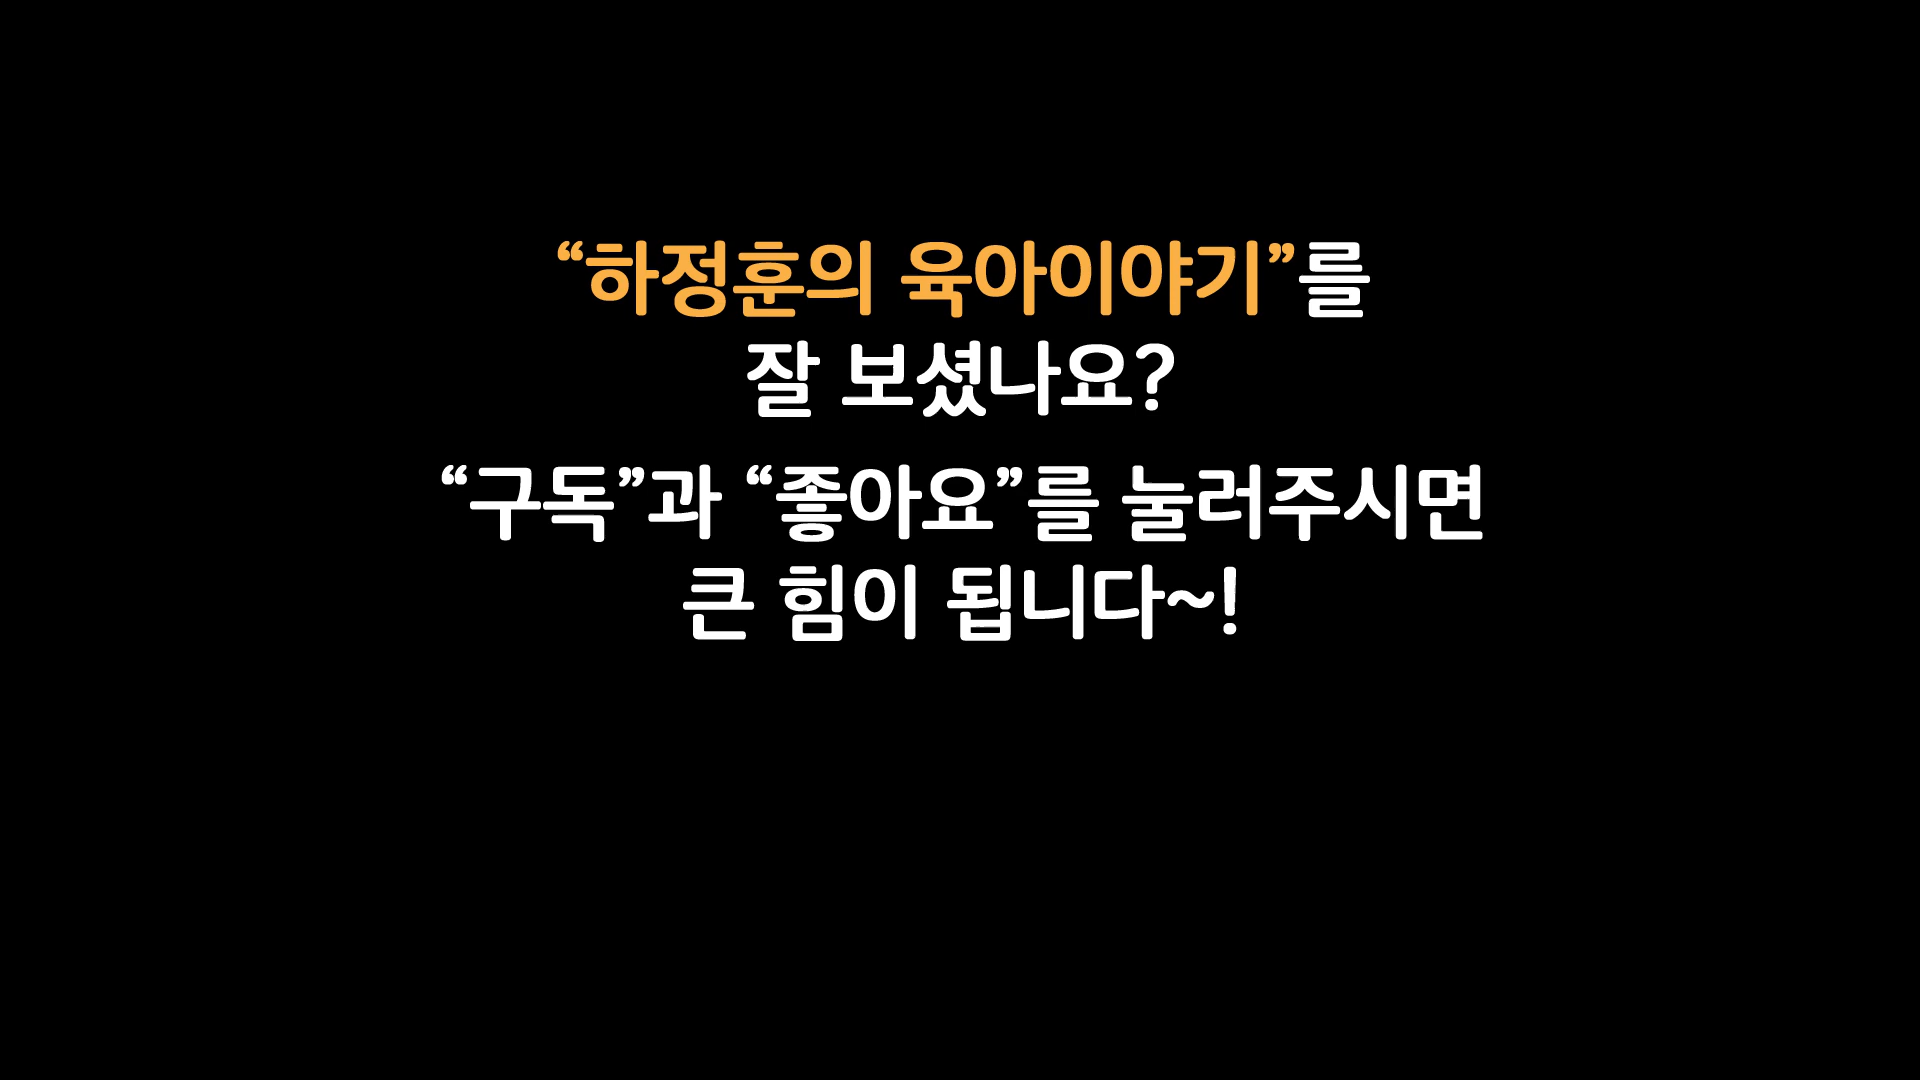 “하정훈의 육아이야기”를
잘 보셨나요?
“구독”과 “좋아요”를 눌러주시면
큰 힘이 됩니다~!